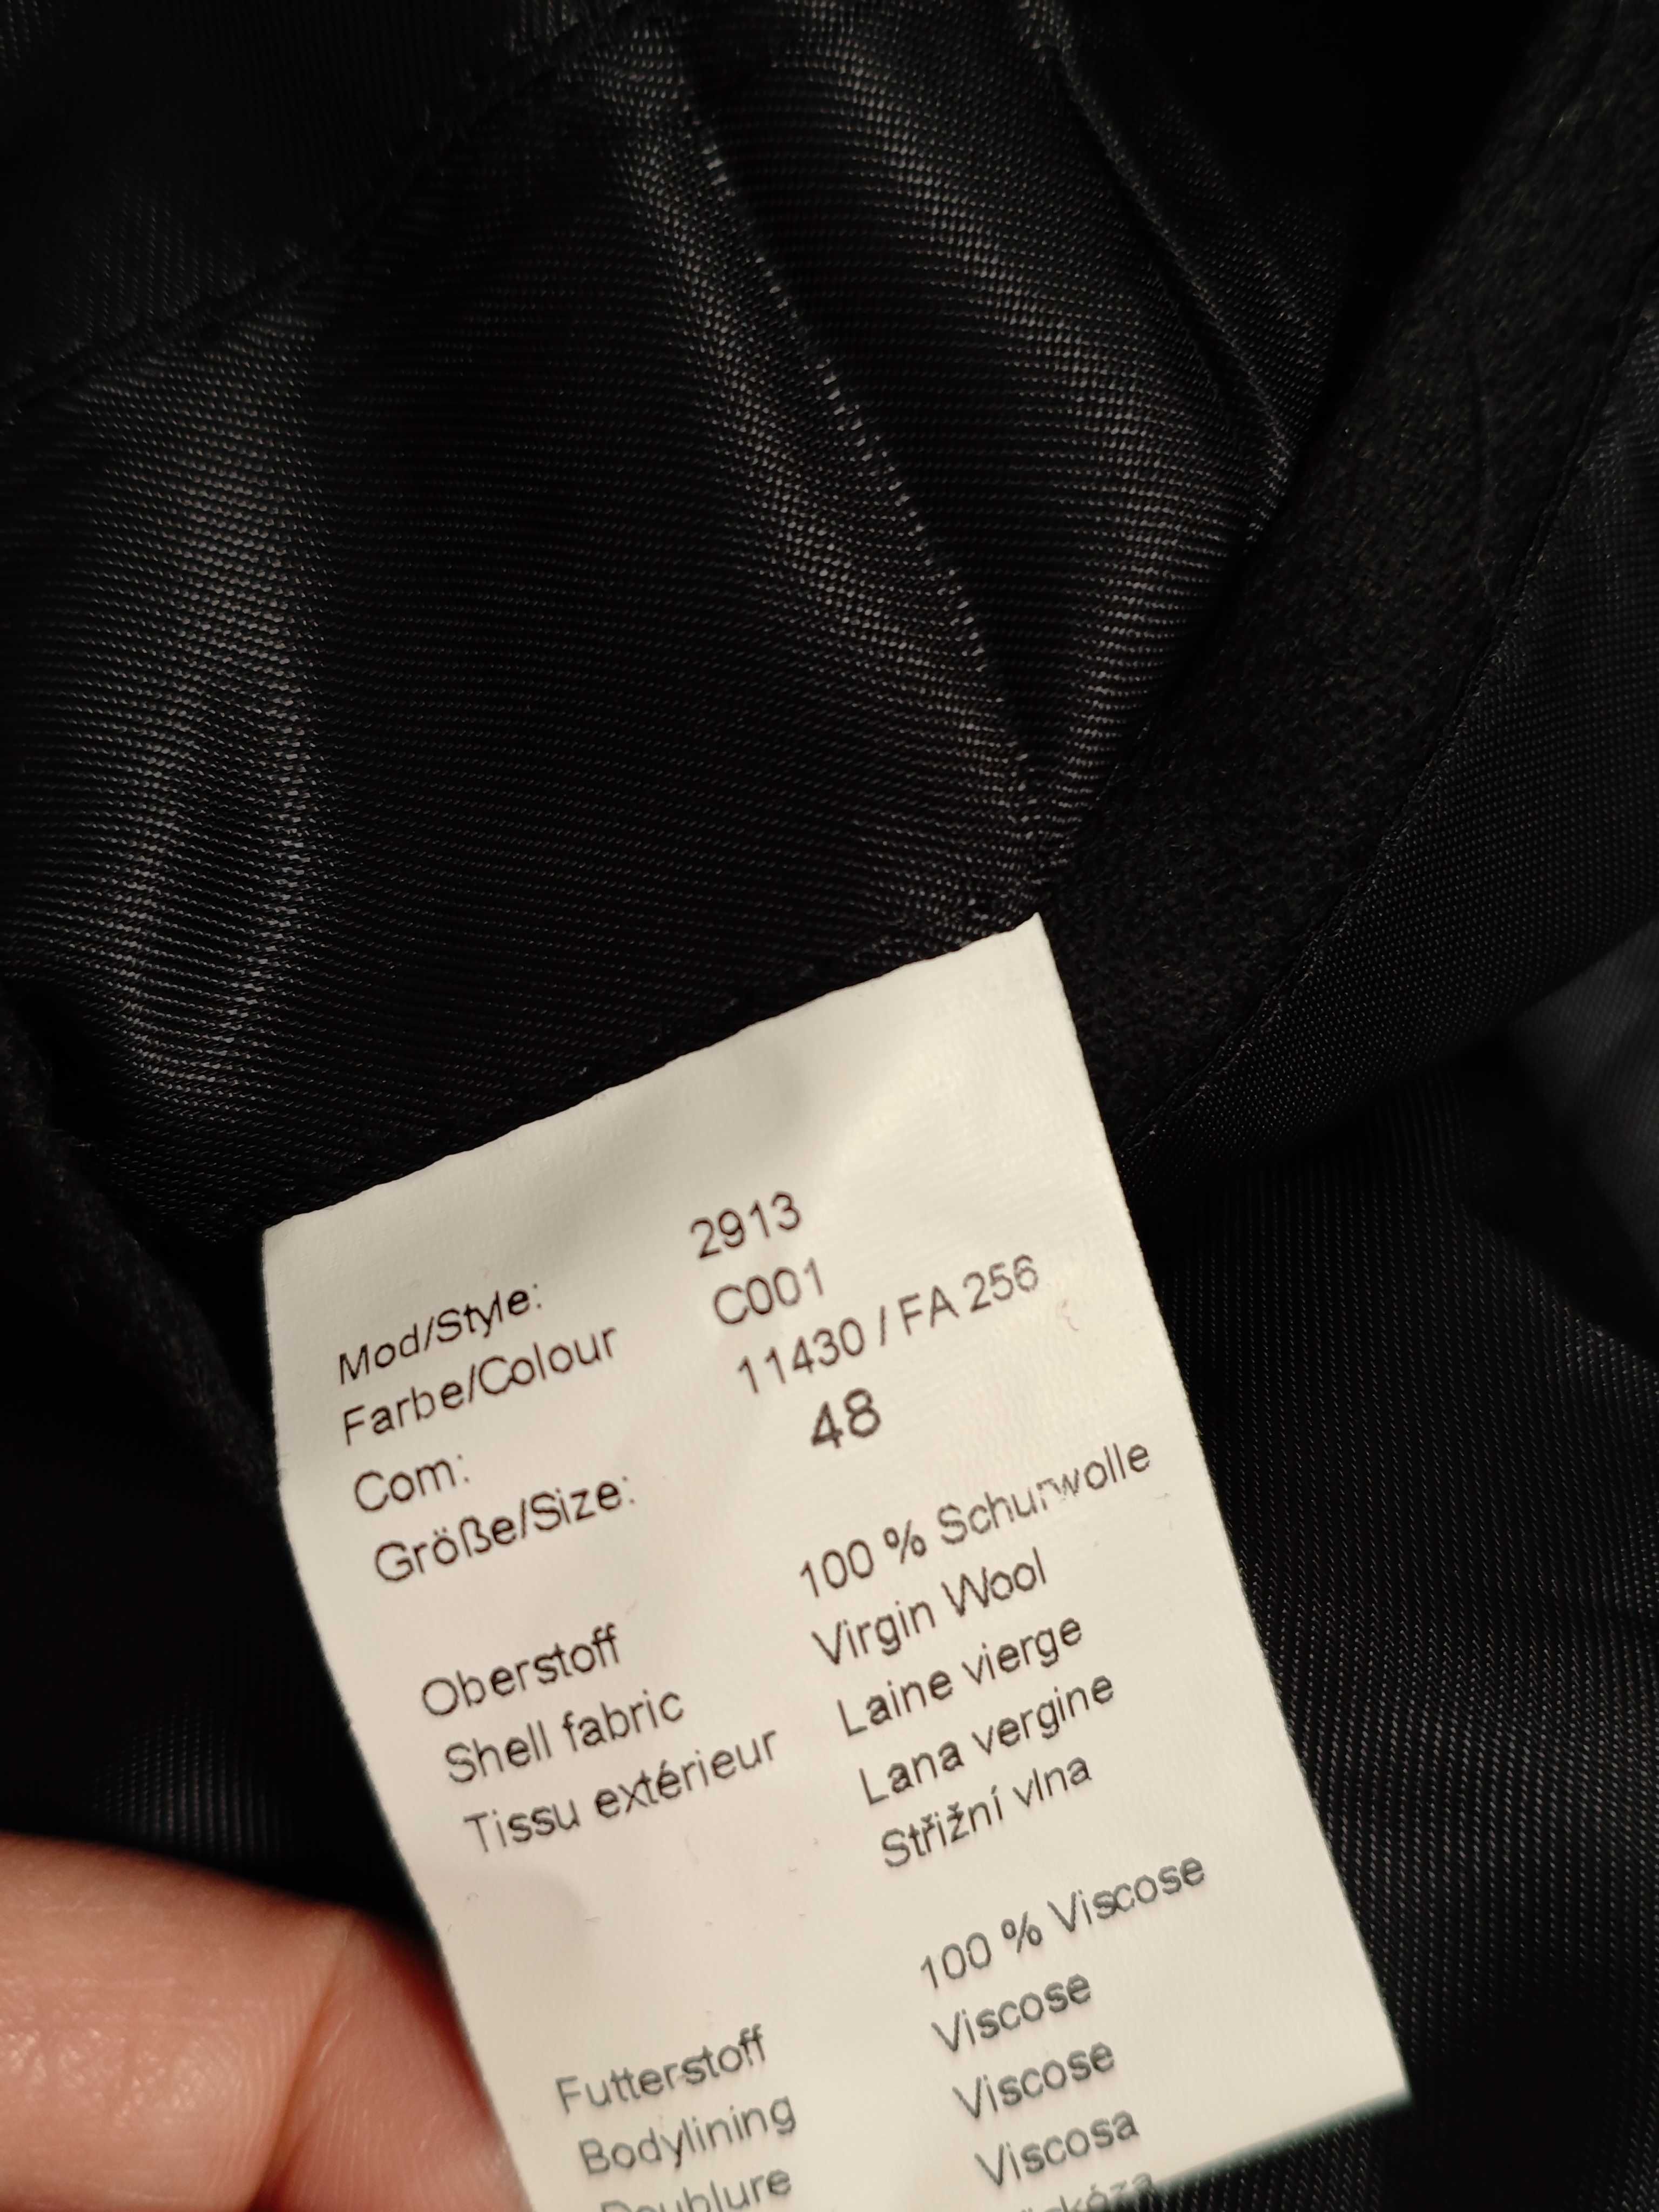 Mod/Style: 2913
Farbe/Colour C001
Com: 11430 / FA 256
Größe/Size: 48
Oberstoff 100 % Schurwolle
Shell fabric Virgin Wool
Tissu extérieur Laine vierge
Lana vergine
Střižní vlna
Futterstoff 100 % Viscose
Bodylining Viscose
Doublure Viscose
Viscosa